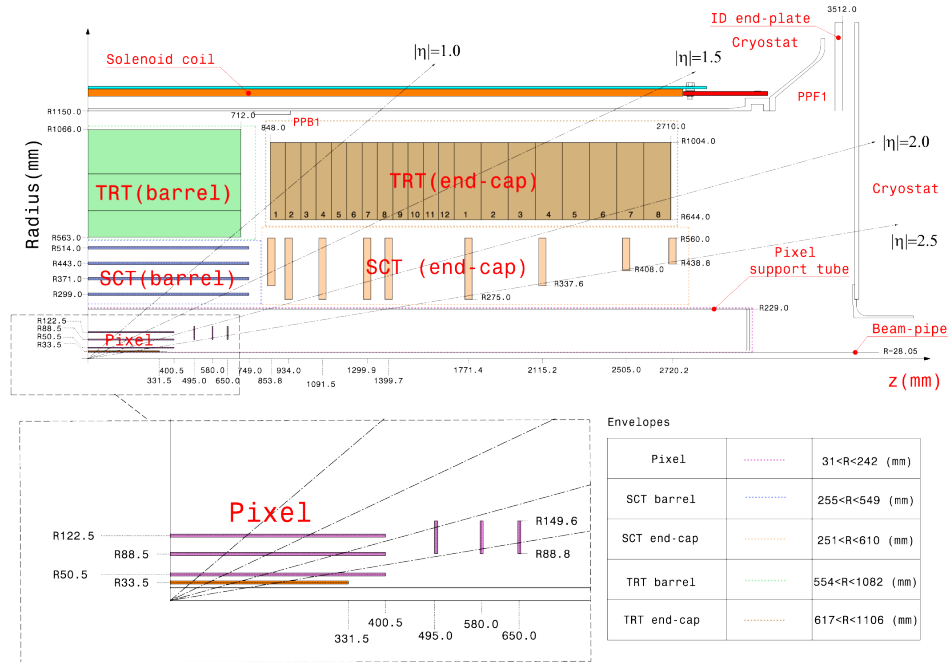 3512.0
ID end-plate
Cryostat
|η|=1.0
|η|=1.5
Solenoid coil
PPF1
R1150.0
712.0
PPB1
848.0
2710.0
R1066.0
R1004.0
|η|=2.0
Radius(mm)
TRT(barrel)
TRT(end-cap)
Cryostat
1 2 3 4 5 6 7 8 9 10 11 12 1 2 3 4 5 6 7 8
R644.0
R563.0
R560.0
|η|=2.5
R514.0
R443.0
SCT(barrel)
SCT (end-cap)
R438.8
Pixel
support tube
R408.0
R371.0
R337.6
R299.0
R275.0
R229.0
R122.5
R88.5
Pixel
Beam-pipe
R50.5
R33.5
R=28.05
400.5 580.0 749.0 934.0 1299.9 1771.4 2115.2 2505.0 2720.2
331.5 495.0 650.0 853.8 1091.5 1399.7
z(mm)
Envelopes
Pixel 31<R<242 (mm)
SCT barrel 255<R<549 (mm)
SCT end-cap 251<R<610 (mm)
TRT barrel 554<R<1082 (mm)
TRT end-cap 617<R<1106 (mm)
Pixel
R149.6
R122.5
R88.5
R88.8
R50.5
R33.5
400.5 580.0
331.5 495.0 650.0